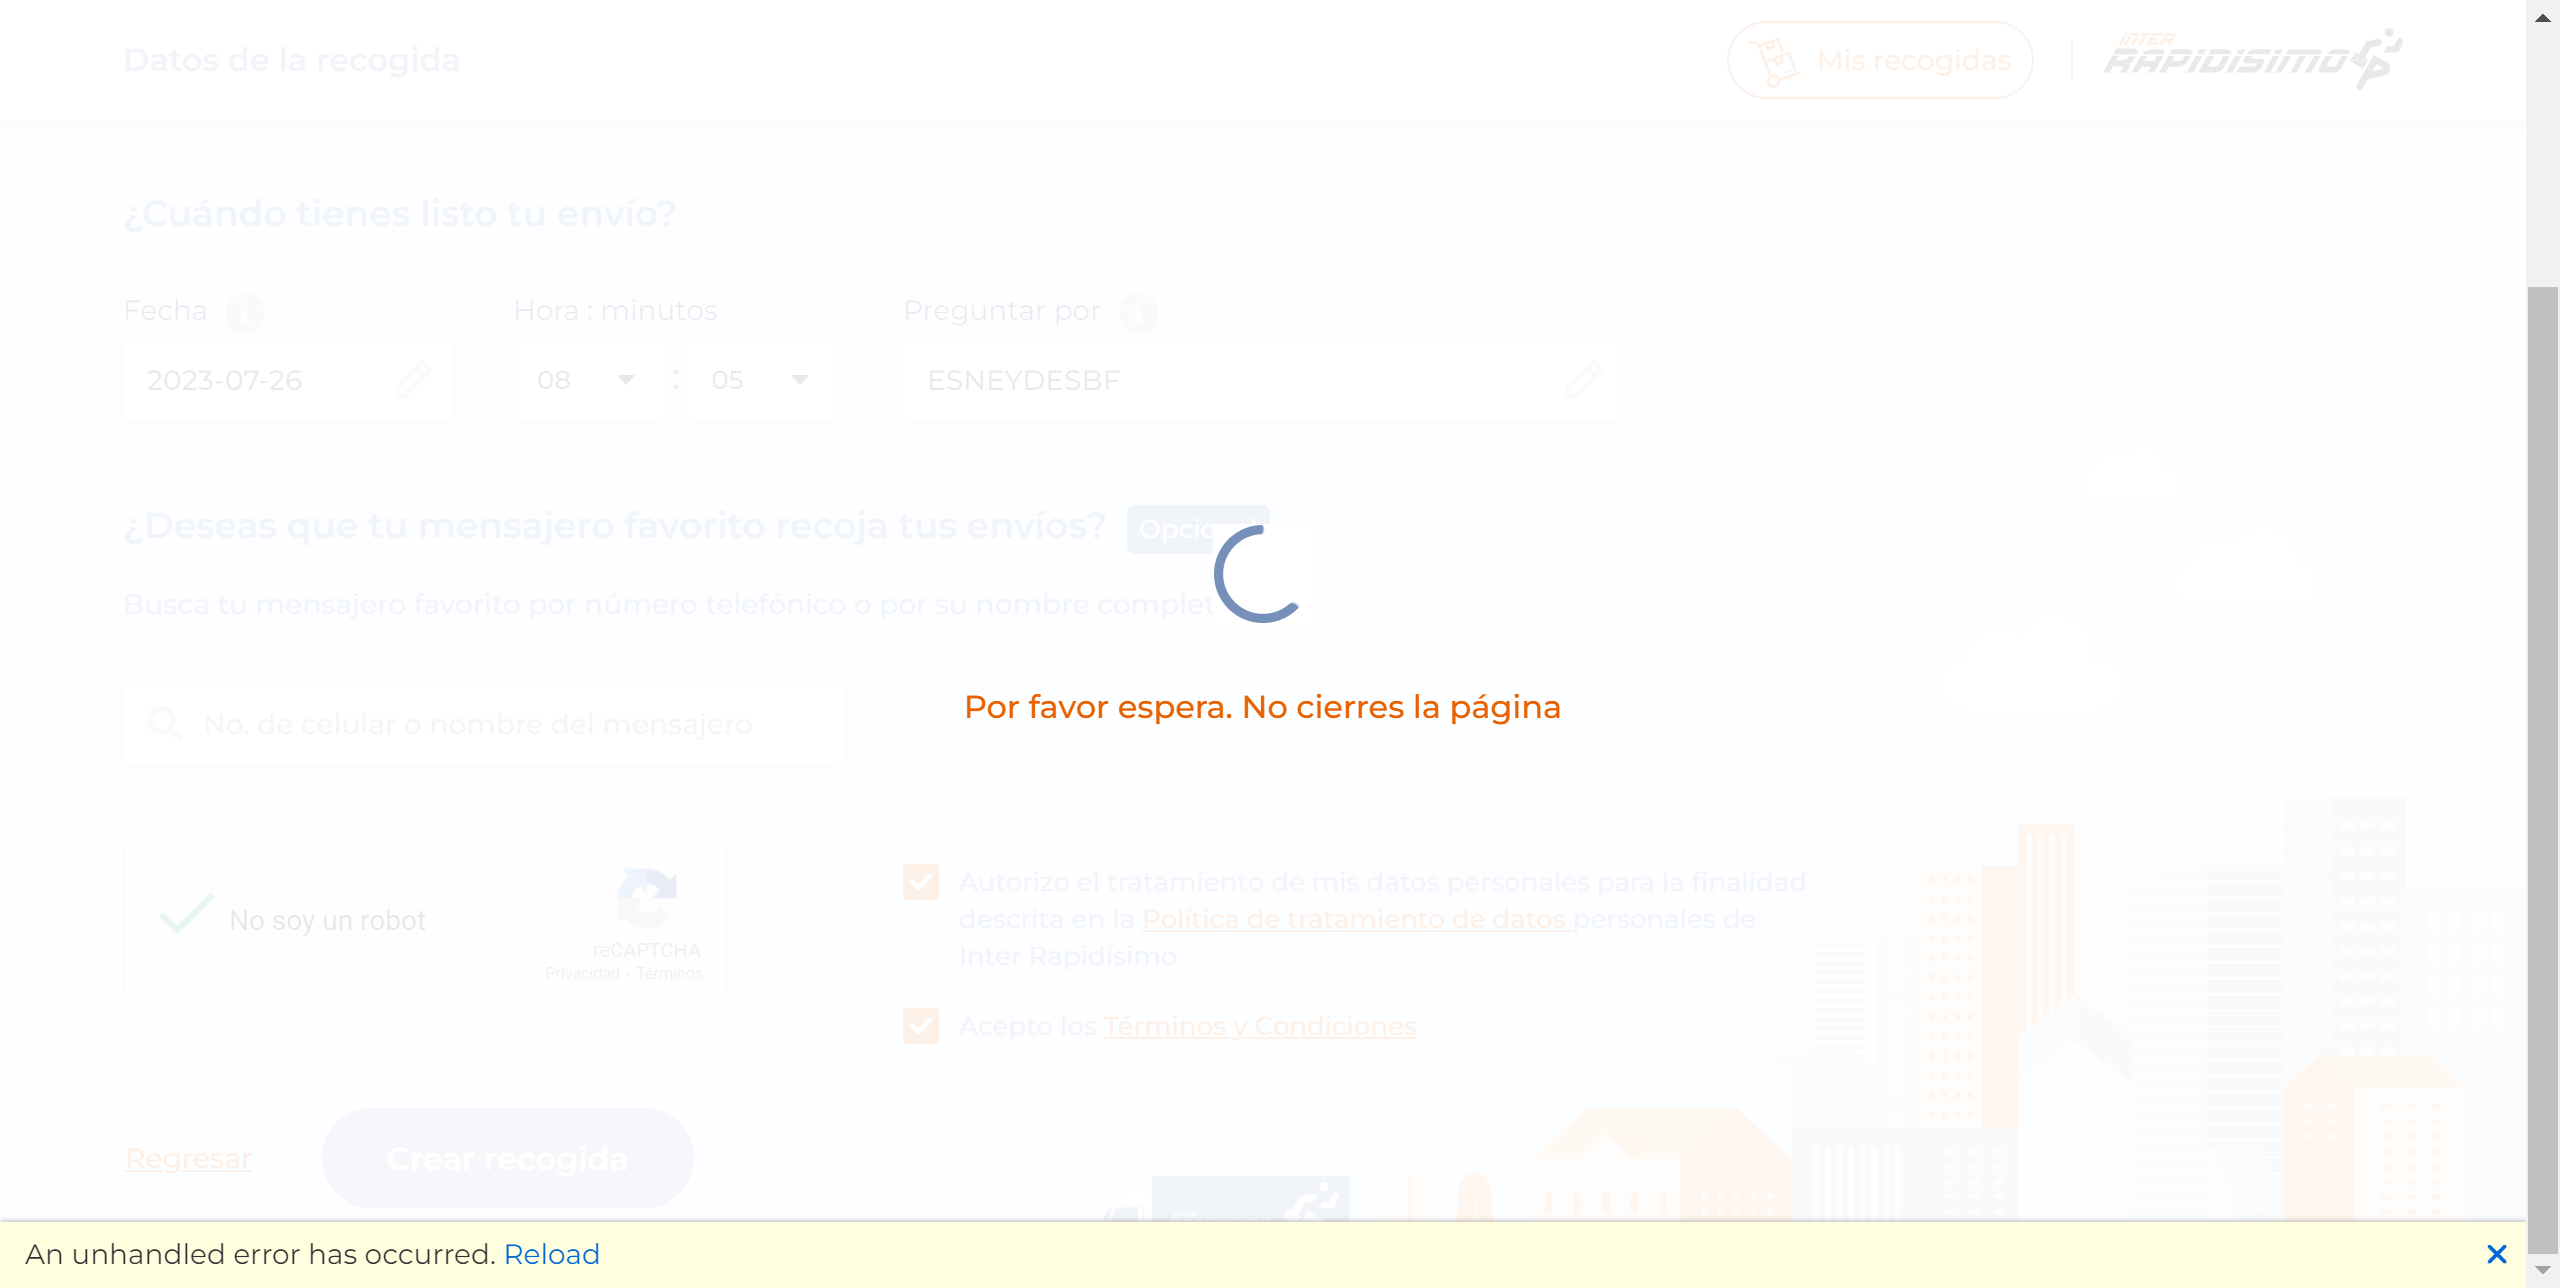 Datos de la recogida
Mis recogidas
INTER
RAPIDISIMO
¿Cuándo tienes listo tu envío?
Fecha
Hora : minutos
Preguntar por
2023-07-26
08 : 05
ESNEYDESBF
¿Deseas que tu mensajero favorito recoja tus envíos?
Busca tu mensajero favorito por número telefónico o por su nombre complet
Por favor espera. No cierres la página
No. de celular o nombre del mensajero
No soy un robot
reCAPTCHA
Privacidad - Términos
Autorizo el tratamiento de mis datos personales para la finalidad
descrita en la Política de tratamiento de datos personales de
Inter Rapidísimo
Acepto los Términos y Condiciones
Regresar
Crear recogida
An unhandled error has occurred. Reload